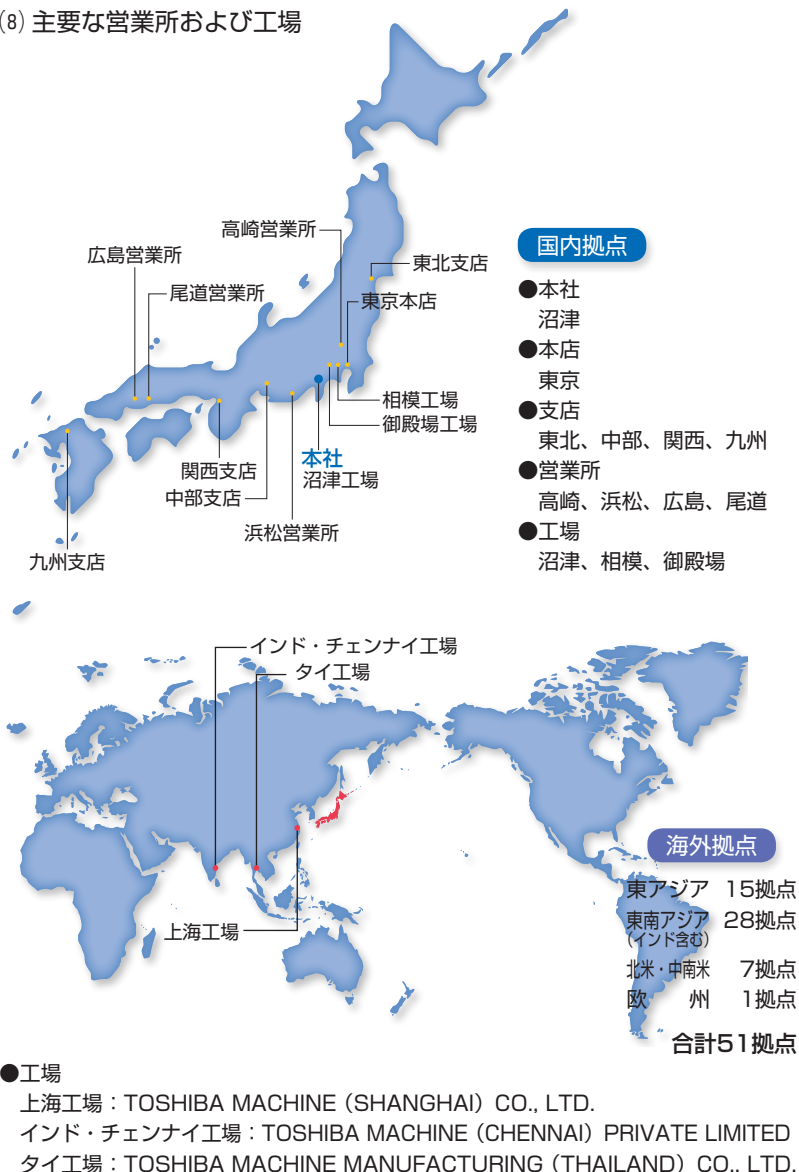 (8) 主要な営業所および工場
高崎営業所
広島営業所
東北支店
尾道営業所
東京本店
相模工場
御殿場工場
本社
沼津工場
関西支店
中部支店
浜松営業所
九州支店
国内拠点
●本社
沼津
●本店
東京
●支店
東北、中部、関西、九州
●営業所
高崎、浜松、広島、尾道
●工場
沼津、相模、御殿場
インド・チェンナイ工場
タイ工場
上海工場
海外拠点
東アジア 15拠点
東南アジア 28拠点
(インド含む)
北米・中南米 7拠点
欧 州 1拠点
合計51拠点
●工場
上海工場：TOSHIBA MACHINE (SHANGHAI) CO., LTD.
インド・チェンナイ工場：TOSHIBA MACHINE (CHENNAI) PRIVATE LIMITED
タイ工場：TOSHIBA MACHINE MANUFACTURING (THAILAND) CO., LTD.